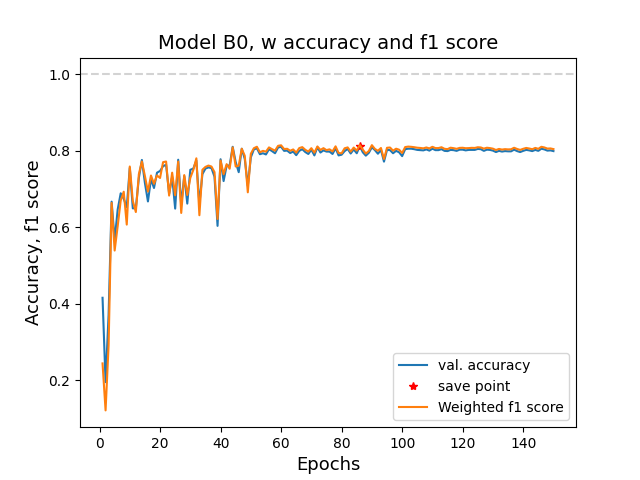 Model B0, w accuracy and f1 score
1.0
0.8
0.6
0.4
0.2
Accuracy, f1 score
val. accuracy
save point
Weighted f1 score
0 20 40 60 80 100 120 140
Epochs